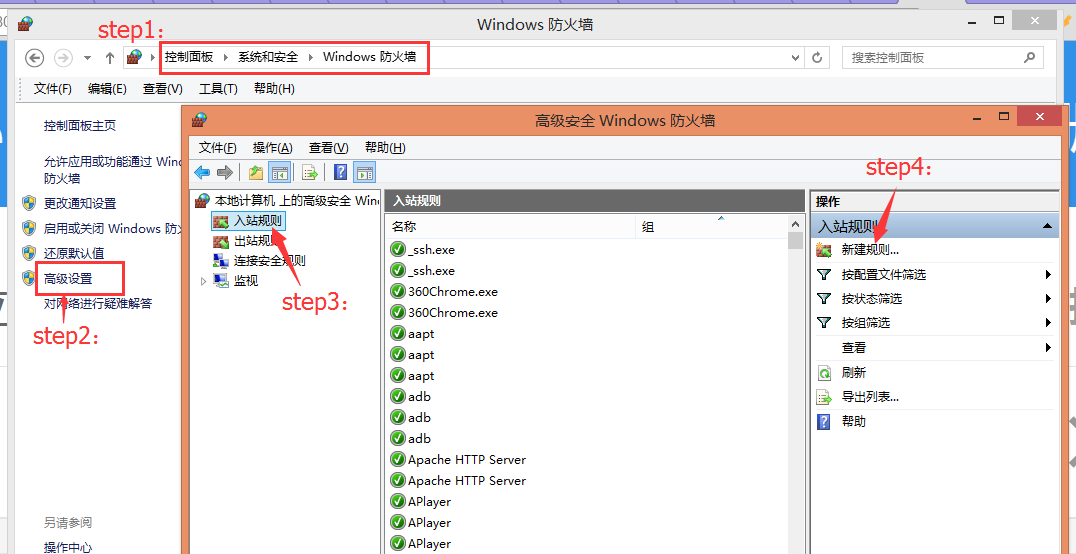 Windows 防火墙
step1:
控制面板 系统和安全 Windows 防火墙
搜索控制面板
文件(F) 编辑(E) 查看(V) 工具(T) 帮助(H)
控制面板主页
允许应用或功能通过
防火墙
更改通知设置
启用或关闭 Windows
还原默认值
高级设置
对网络进行疑难解答
step2:
另请参阅
操作中心
高级安全 Windows 防火墙
文件(F) 操作(A) 查看(V) 帮助(H)
本地计算机 上的高级安全
入站规则
出站规则
连接安全规则
监视
step3:
入站规则
名称 组
_ssh.exe
_ssh.exe
360Chrome.exe
360Chrome.exe
aapt
aapt
aapt
adb
adb
adb
Apache HTTP Server
Apache HTTP Server
APlayer
APlayer
APlayer
step4:
操作
入站规则
新建规则...
按配置文件筛选
按状态筛选
按组筛选
查看
刷新
导出列表...
帮助